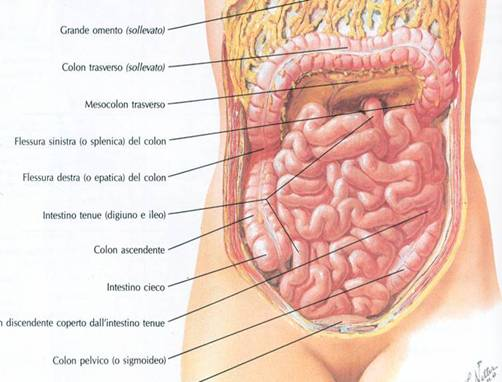 Grande omento (sollevato)
Colon trasverso (sollevato)
Mesocolon trasverso
Flessura sinistra (o splenica) del colon
Flessura destra (o epatica) del colon
Intestino tenue (digiuno e ileo)
Colon ascendente
Intestino cieco
discendente coperto dall'intestino tenue
Colon pelvico (o sigmoideo)